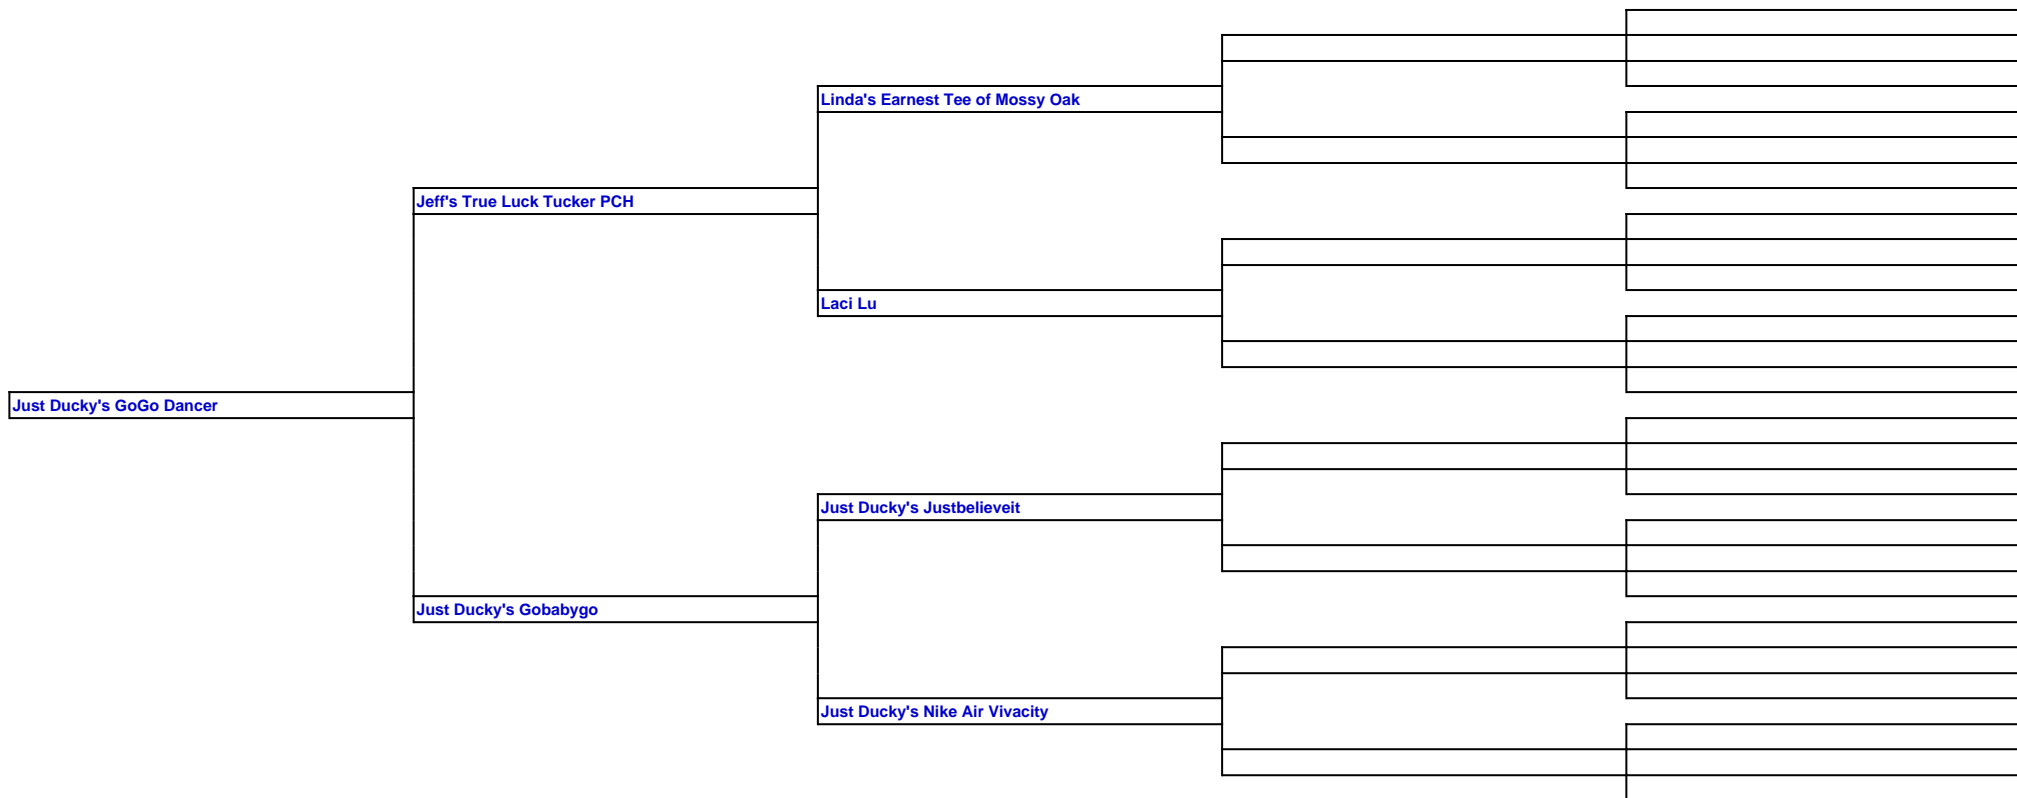 Linda's Earnest Tee of Mossy Oak
Jeff's True Luck Tucker PCH
Laci Lu
Just Ducky's GoGo Dancer
Just Ducky's Justbelieveit
Just Ducky's Gobabygo
Just Ducky's Nike Air Vivacity